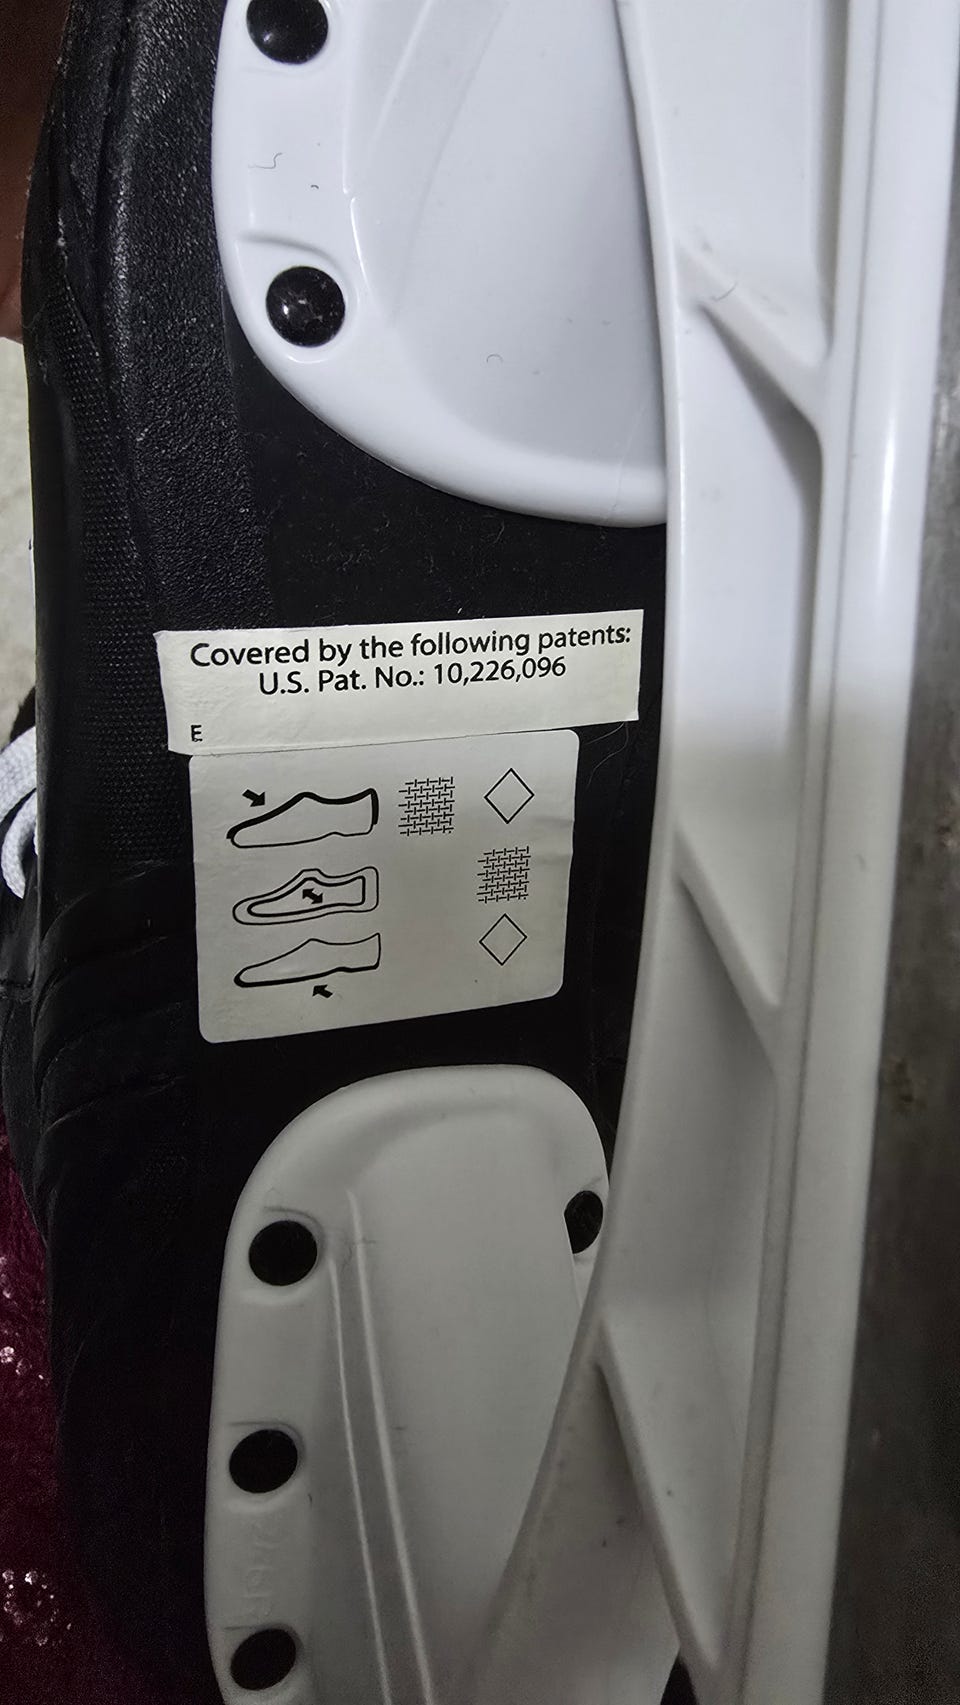 Covered by the following patents:
U.S. Pat. No.: 10,226,096
E